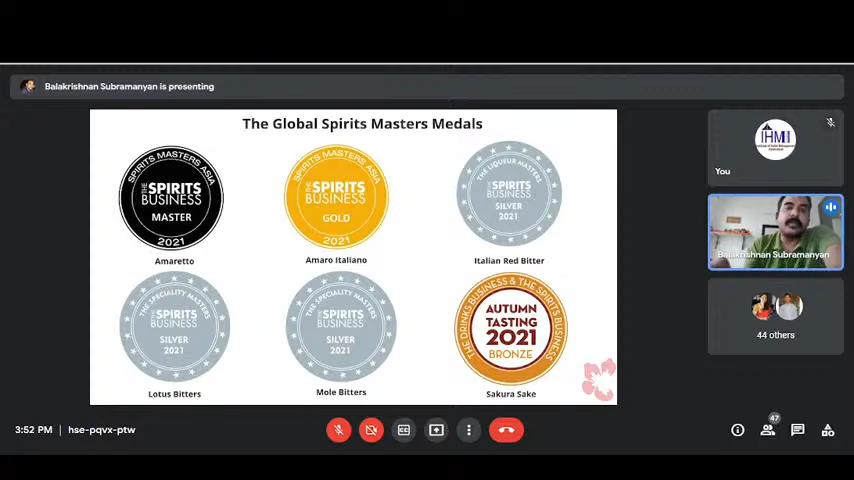 Balakrishnan Subramanyan is presenting
The Global Spirits Masters Medals
SPIRITS MASTERS ASIA
THE SPIRITS BUSINESS
MASTER
2021
Amaretto
SPIRITS MASTERS ASIA
THE SPIRITS BUSINESS
GOLD
2021
Amaro Italiano
THE LIQUEUR MASTERS
THE SPIRITS BUSINESS
SILVER
2021
Italian Red Bitter
THE SPECIALITY MASTERS
THE SPIRITS BUSINESS
SILVER
2021
Lotus Bitters
THE SPECIALITY MASTERS
THE SPIRITS BUSINESS
SILVER
2021
Mole Bitters
THE DRINKS BUSINESS & THE SPIRITS BUSINESS
AUTUMN
TASTING
2021
BRONZE
Sakura Sake
IHM
You
Balakrishnan Subramanyan
44 others
3:52 PM | hse-pqvx-ptw
CC
47